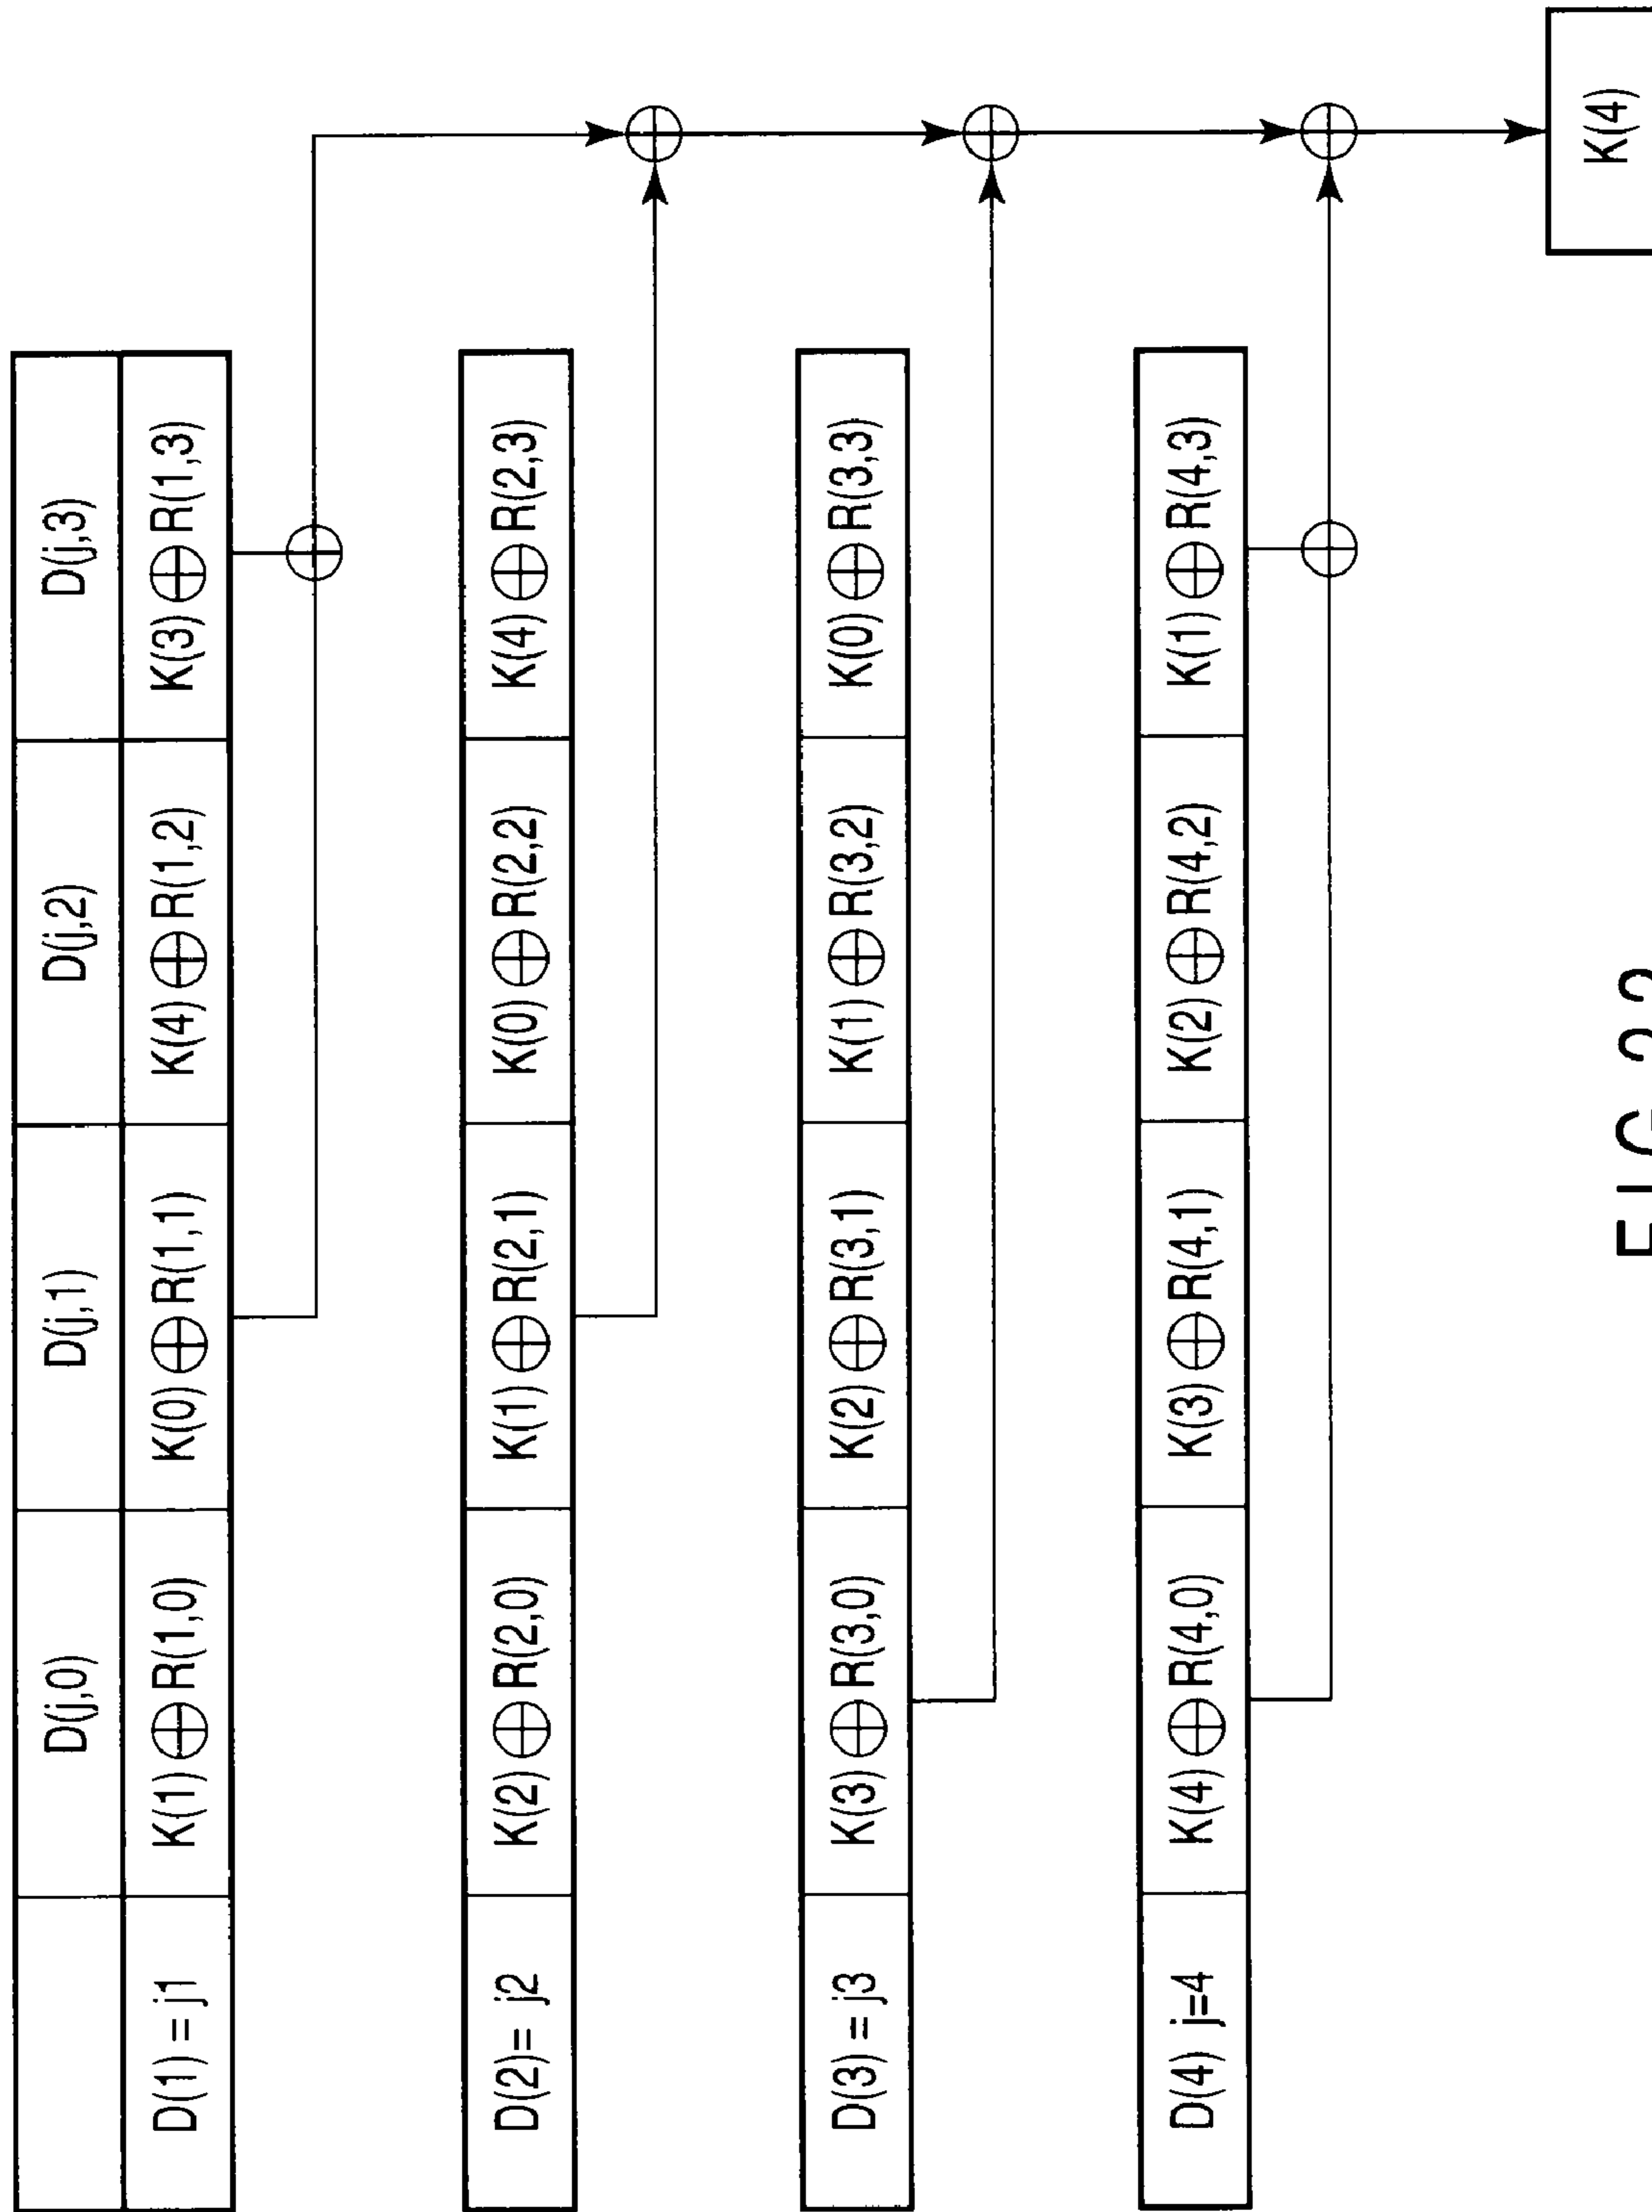 D(j,0) D(j,1) D(j,2) D(j,3)
D(1) = j1 K(1)⊕R(1,0) K(0)⊕R(1,1) K(4)⊕R(1,2) K(3)⊕R(1,3)
D(2)= j2 K(2)⊕R(2,0) K(1)⊕R(2,1) K(0)⊕R(2,2) K(4)⊕R(2,3)
D(3) = j3 K(3)⊕R(3,0) K(2)⊕R(3,1) K(1)⊕R(3,2) K(0)⊕R(3,3)
D(4) j=4 K(4)⊕R(4,0) K(3)⊕R(4,1) K(2)⊕R(4,2) K(1)⊕R(4,3)
K(4)